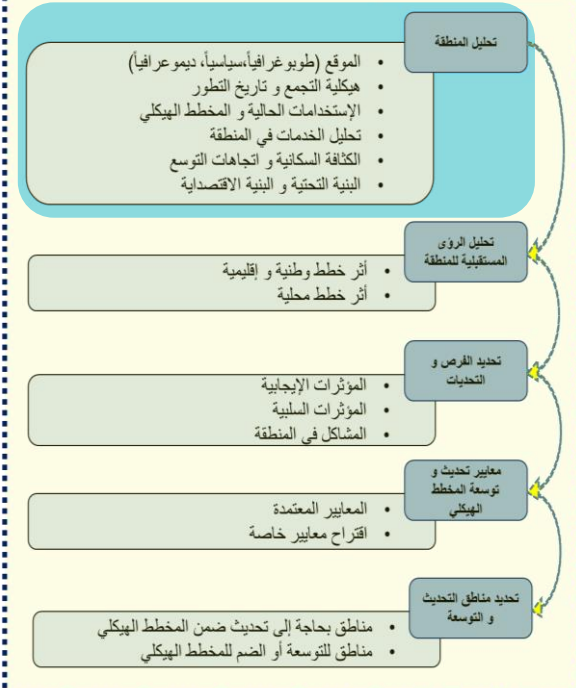 تحليل المنطقة
• الموقع (طوبوغرافياً،سياسياً، ديموعرافياً)
• هيكلية التجمع و تاريخ التطور
• الإستخدامات الحالية و المخطط الهيكلي
• تحليل الخدمات في المنطقة
• الكثافة السكانية و اتجاهات التوسع
• البنية التحتية و البنية الاقتصداية
تحليل الرؤى
المستقبلية للمنطقة
• أثر خطط وطنية و إقليمية
• أثر خطط محلية
تحديد الفرص و
التحديات
• المؤثرات الإيجابية
• المؤثرات السلبية
• المشاكل في المنطقة
معايير تحديث و
توسعة المخطط
الهيكلي
• المعايير المعتمدة
• اقتراح معايير خاصة
تحديد مناطق التحديث
و التوسعة
• مناطق بحاجة إلى تحديث ضمن المخطط الهيكلي
• مناطق للتوسعة أو الضم للمخطط الهيكلي